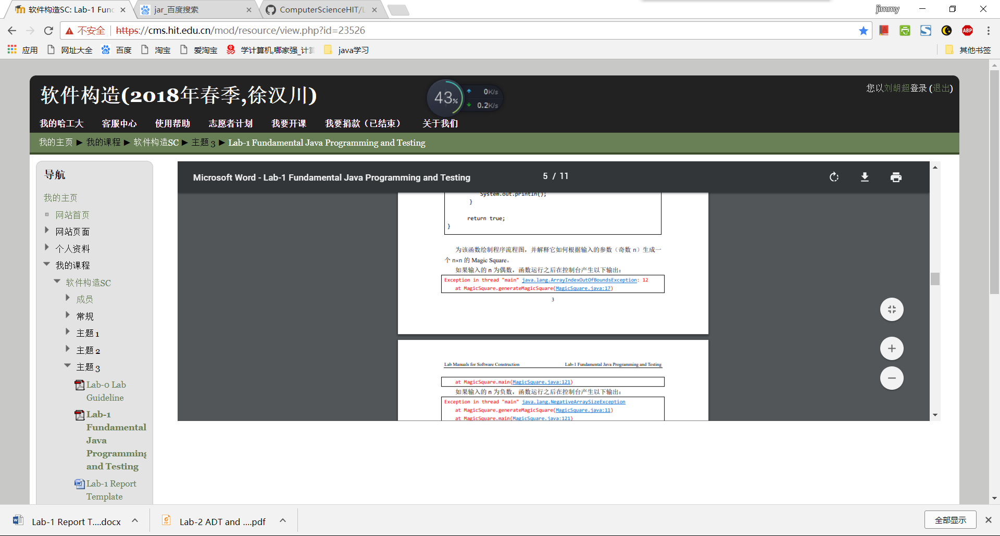 软件构造SC: Lab-1 Fund
jar_百度搜索
ComputerScienceHIT/L
jimmy
不安全
https://cms.hit.edu.cn/mod/resource/view.php?id=23526
ABP
应用
网址大全
百度
淘宝
爱淘宝
学计算机,哪家强_计算
java学习
其他书签
软件构造(2018年春季,徐汉川)
43%
0K/s
0.2K/s
您以刘胡超登录 (退出)
我的哈工大
客服中心
使用帮助
志愿者计划
我要开课
我要捐款（已结束）
关于我们
我的主页 ▶ 我的课程 ▶ 软件构造SC ▶ 主题 3 ▶ Lab-1 Fundamental Java Programming and Testing
导航
我的主页
网站首页
网站页面
个人资料
我的课程
软件构造SC
成员
常规
主题 1
主题 2
主题 3
Lab-0 Lab
Guideline
Lab-1
Fundamental
Java
Programming
and Testing
Lab-1 Report
Template
Microsoft Word - Lab-1 Fundamental Java Programming and Testing
5 / 11
System.out.println();
}
return true;
}
为该函数绘制程序流程图，并解释它如何根据输入的参数（奇数 n）生成一
个 n×n 的 Magic Square。
如果输入的 n 为偶数，函数运行之后在控制台产生以下输出：
Exception in thread "main" java.lang.ArrayIndexOutOfBoundsException: 12
at MagicSquare.generateMagicSquare(MagicSquare.java:17)
3
Lab Manuals for Software Construction
Lab-1 Fundamental Java Programming and Testing
at MagicSquare.main(MagicSquare.java:121)
如果输入的 n 为负数，函数运行之后在控制台产生以下输出：
Exception in thread "main" java.lang.NegativeArraySizeException
at MagicSquare.generateMagicSquare(MagicSquare.java:11)
at MagicSquare.main(MagicSquare.java:121)
Lab-1 Report T....docx
Lab-2 ADT and ....pdf
全部显示